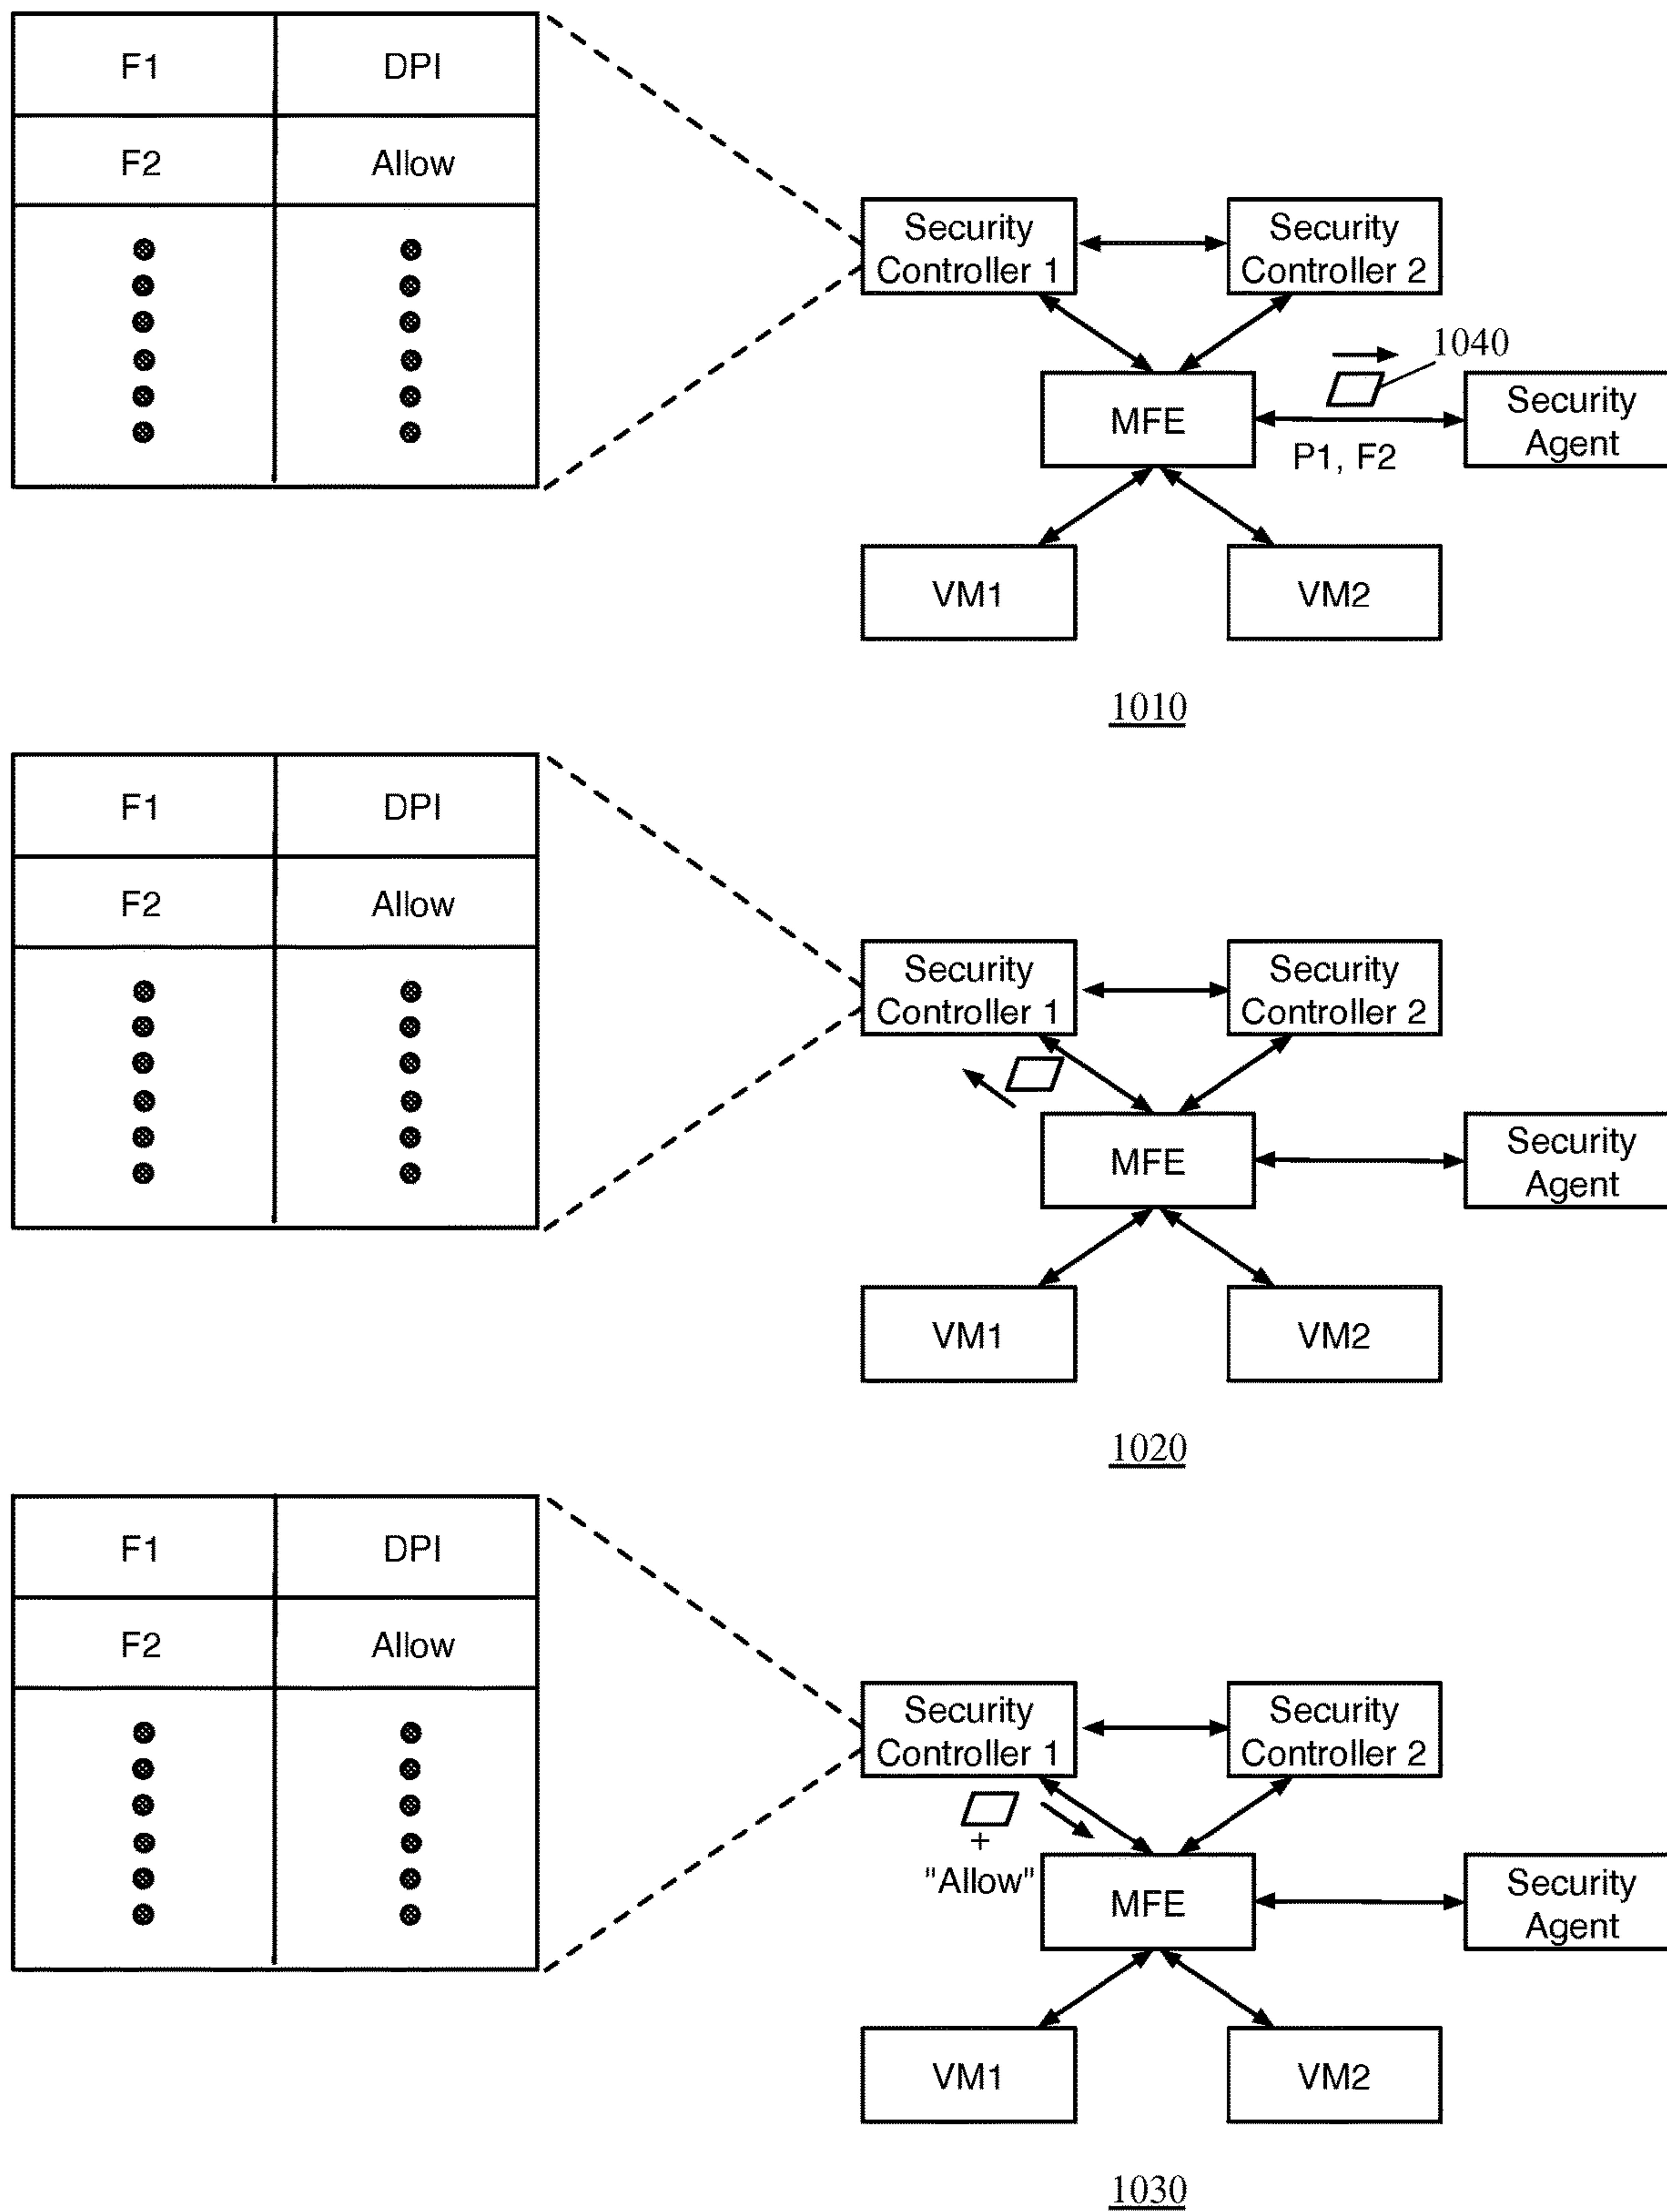 F1 DPI
F2 Allow
Security Controller 1
Security Controller 2
1040
MFE
P1, F2
Security Agent
VM1
VM2
1010
F1 DPI
F2 Allow
Security Controller 1
Security Controller 2
MFE
Security Agent
VM1
VM2
1020
F1 DPI
F2 Allow
Security Controller 1
Security Controller 2
+
"Allow"
MFE
Security Agent
VM1
VM2
1030